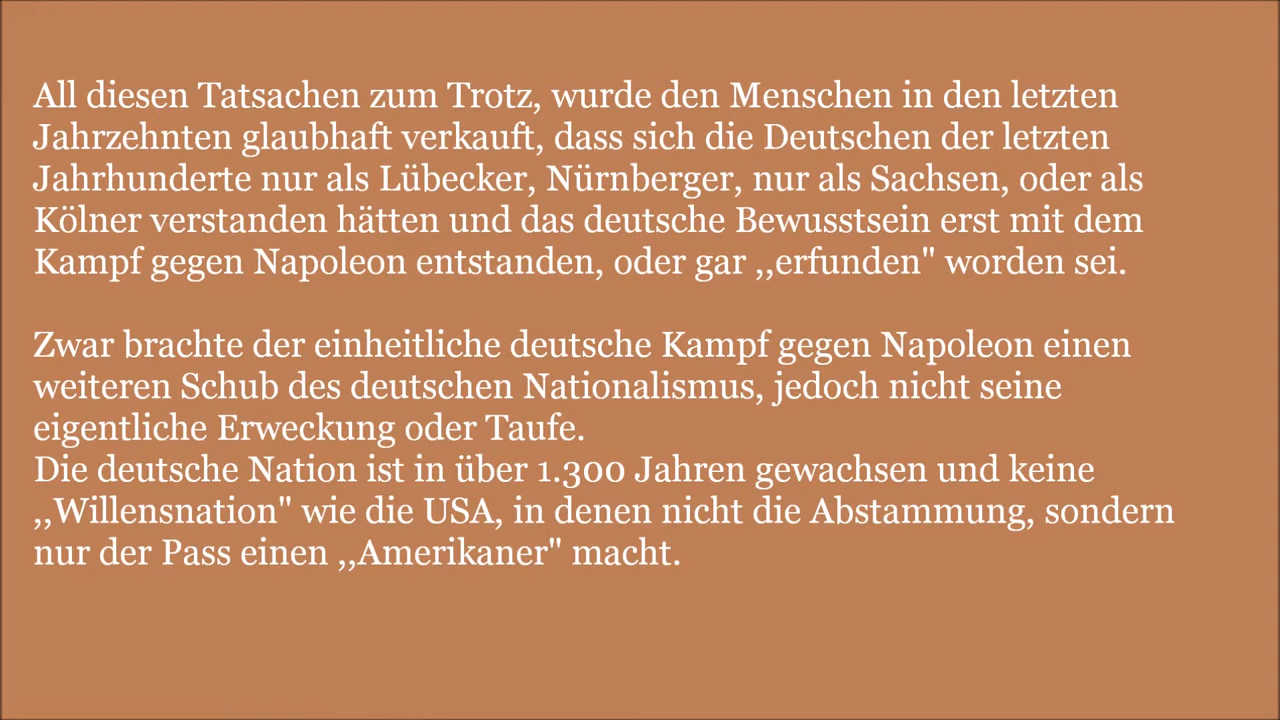 All diesen Tatsachen zum Trotz, wurde den Menschen in den letzten
Jahrzehnten glaubhaft verkauft, dass sich die Deutschen der letzten
Jahrhunderte nur als Lübecker, Nürnberger, nur als Sachsen, oder als
Kölner verstanden hätten und das deutsche Bewusstsein erst mit dem
Kampf gegen Napoleon entstanden, oder gar ,,erfunden" worden sei.
Zwar brachte der einheitliche deutsche Kampf gegen Napoleon einen
weiteren Schub des deutschen Nationalismus, jedoch nicht seine
eigentliche Erweckung oder Taufe.
Die deutsche Nation ist in über 1.300 Jahren gewachsen und keine
,,Willensnation" wie die USA, in denen nicht die Abstammung, sondern
nur der Pass einen ,,Amerikaner" macht.